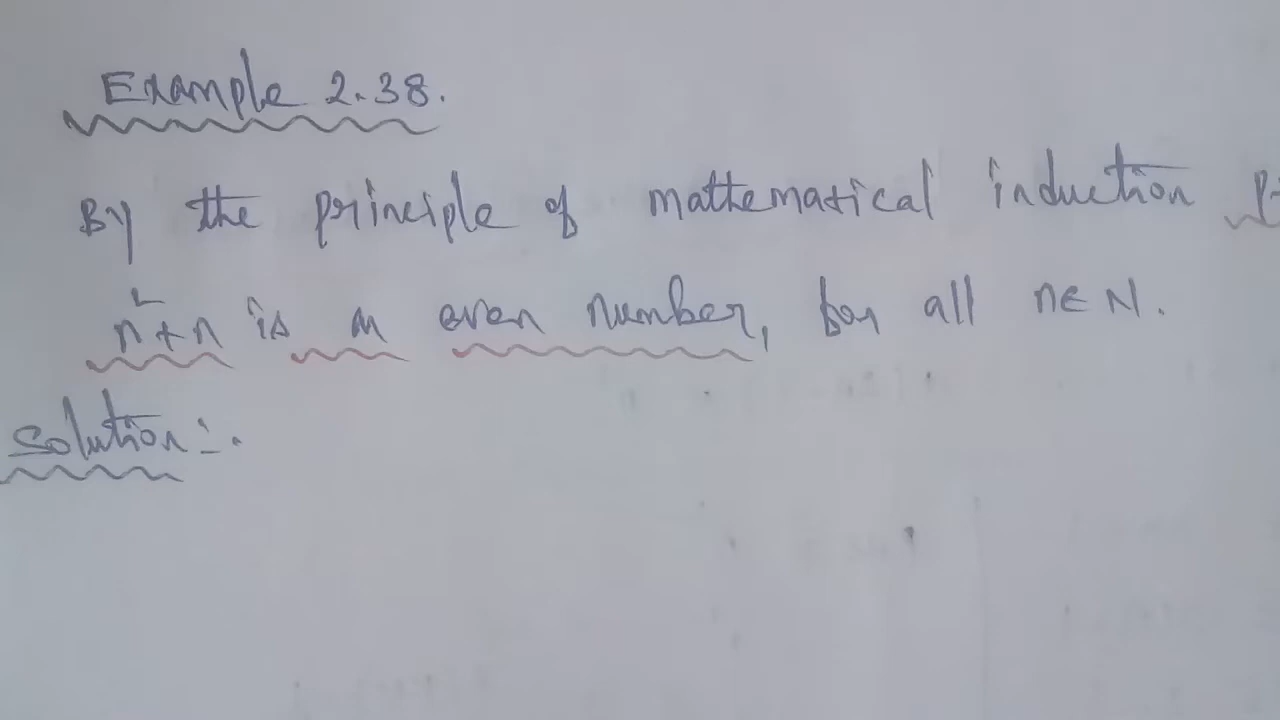 Example 2.38.
By the principle of mathematical induction
n²+n is an even number, for all n∈N.
Solution:-